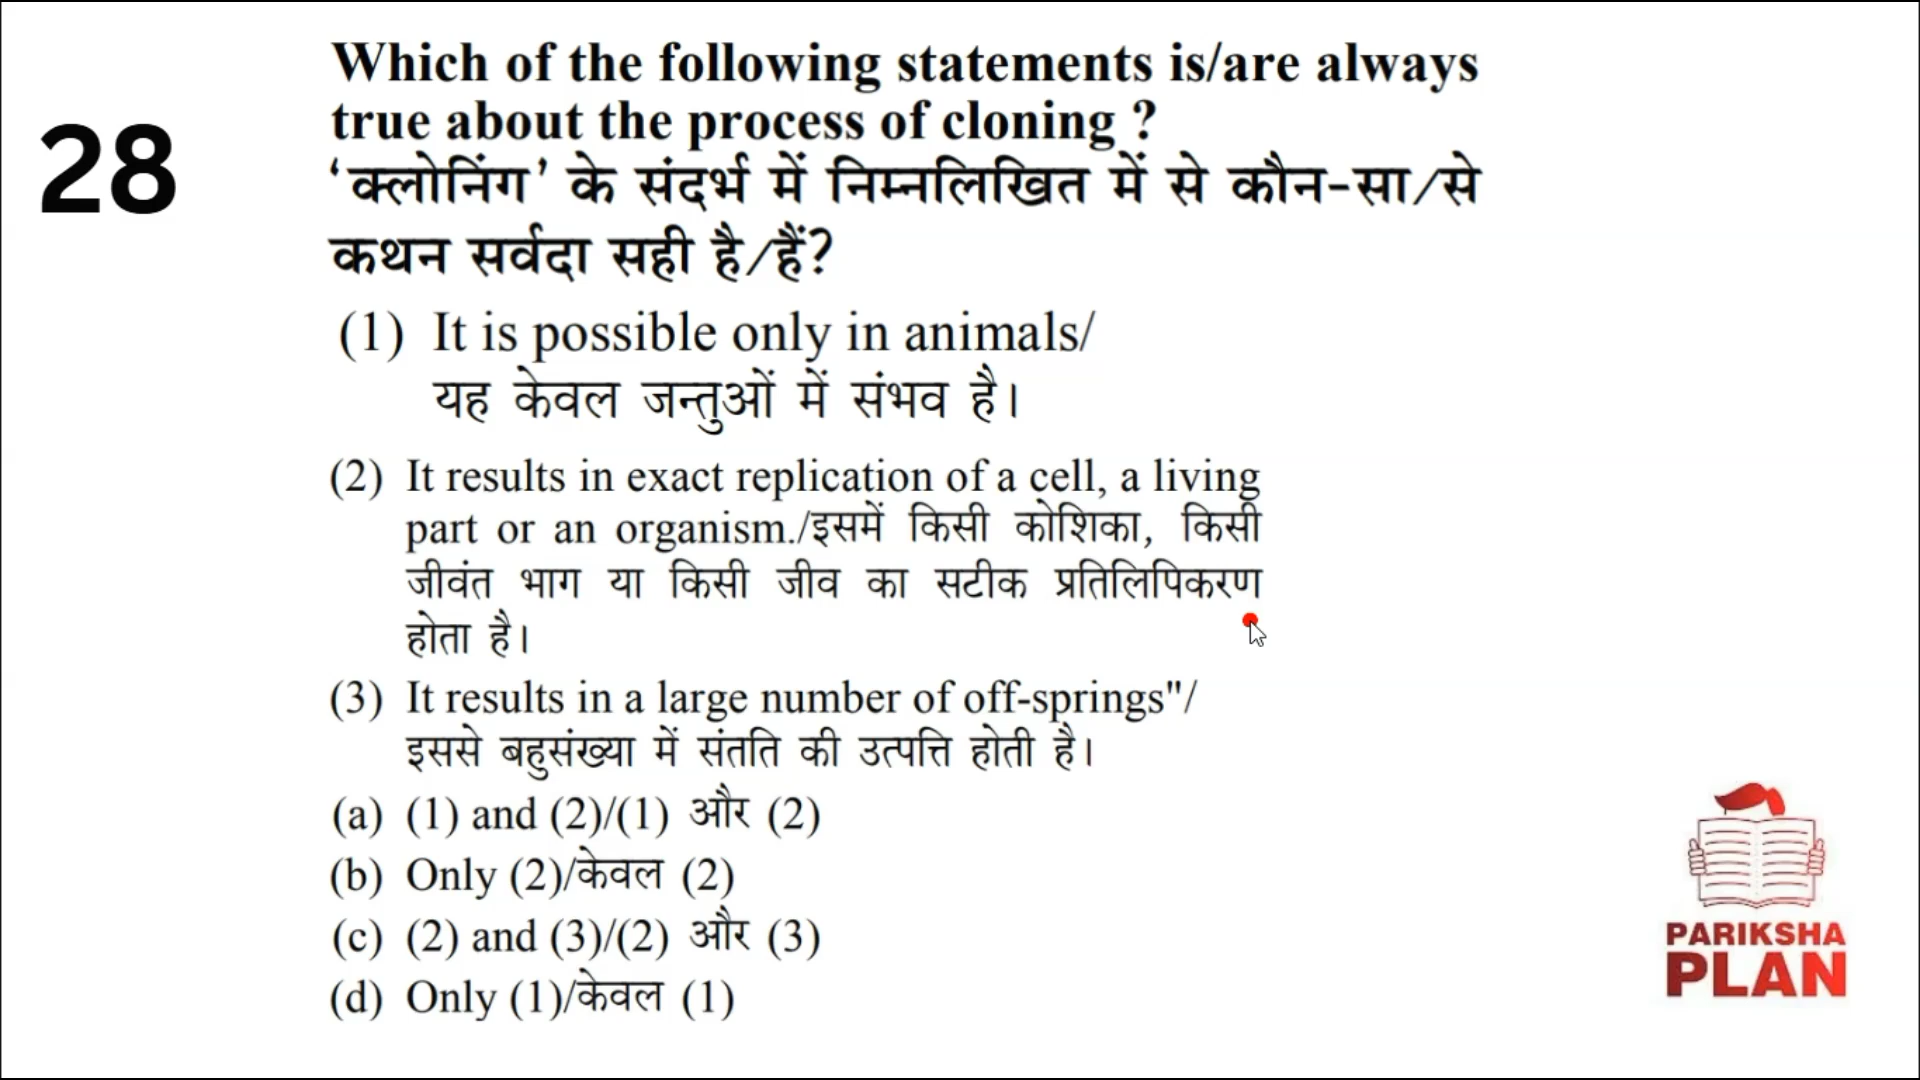 28
Which of the following statements is/are always
true about the process of cloning ?
‘क्लोनिंग’ के संदर्भ में निम्नलिखित में से कौन-सा/से
कथन सर्वदा सही है/हैं?
(1) It is possible only in animals/
यह केवल जन्तुओं में संभव है।
(2) It results in exact replication of a cell, a living
part or an organism./इसमें किसी कोशिका, किसी
जीवंत भाग या किसी जीव का सटीक प्रतिलिपिकरण
होता है।
(3) It results in a large number of off-springs"/
इससे बहुसंख्या में संतति की उत्पत्ति होती है।
(a) (1) and (2)/(1) और (2)
(b) Only (2)/केवल (2)
(c) (2) and (3)/(2) और (3)
(d) Only (1)/केवल (1)
PARIKSHA
PLAN